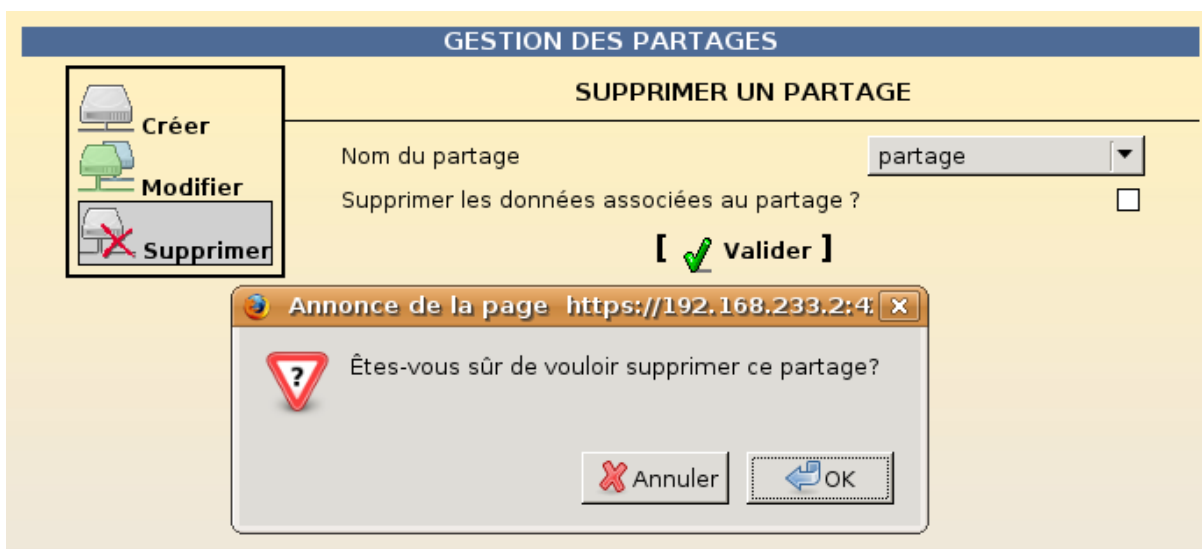 GESTION DES PARTAGES
SUPPRIMER UN PARTAGE
Créer
Modifier
Supprimer
Nom du partage
partage
Supprimer les données associées au partage ?
[ Valider ]
Annonce de la page https://192.168.233.2:4
Êtes-vous sûr de vouloir supprimer ce partage?
Annuler
OK